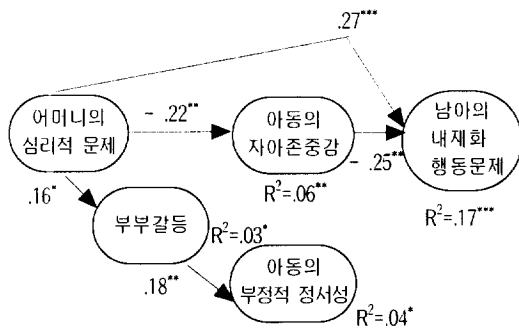 .27***
어머니의
심리적 문제
- .22**
아동의
자아존중감
- .25**
남아의
내재화
행동문제
R²=.06**
R²=.17***
.16*
부부갈등
R²=.03*
.18**
아동의
부정적 정서성
R²=.04*